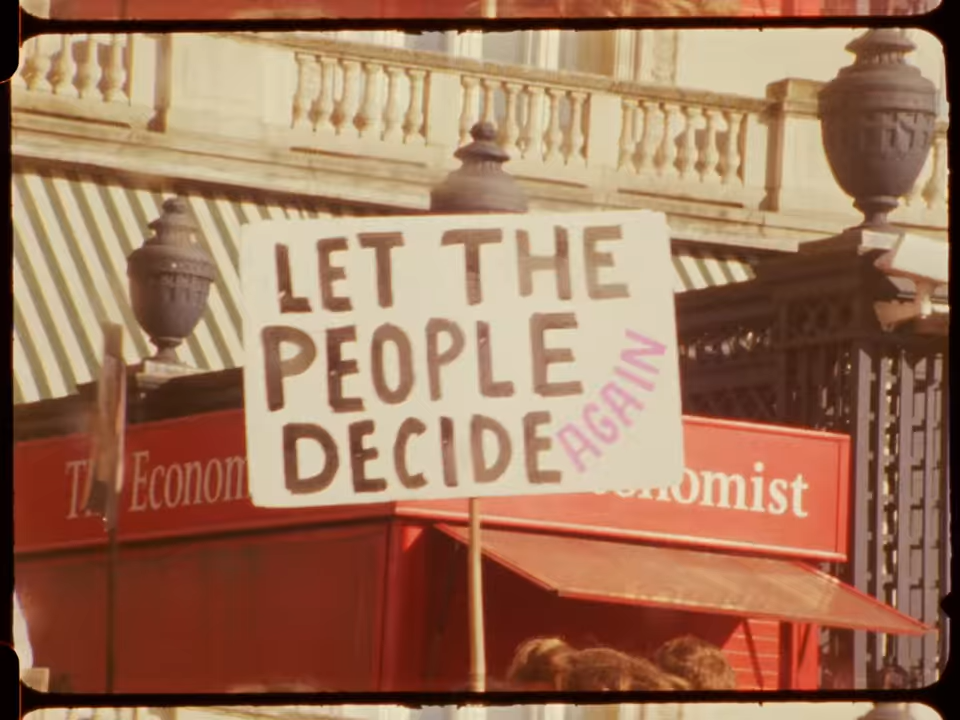 LET THE
PEOPLE
DECIDE AGAIN
The Econom
onomist